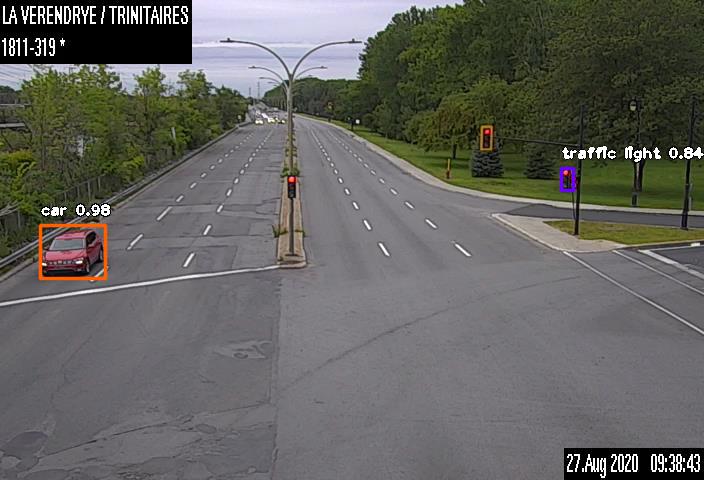 LA VERENDRYE / TRINITAIRES
1811-319 *
traffic light 0.84
car 0.98
27.Aug 2020 09:38:43